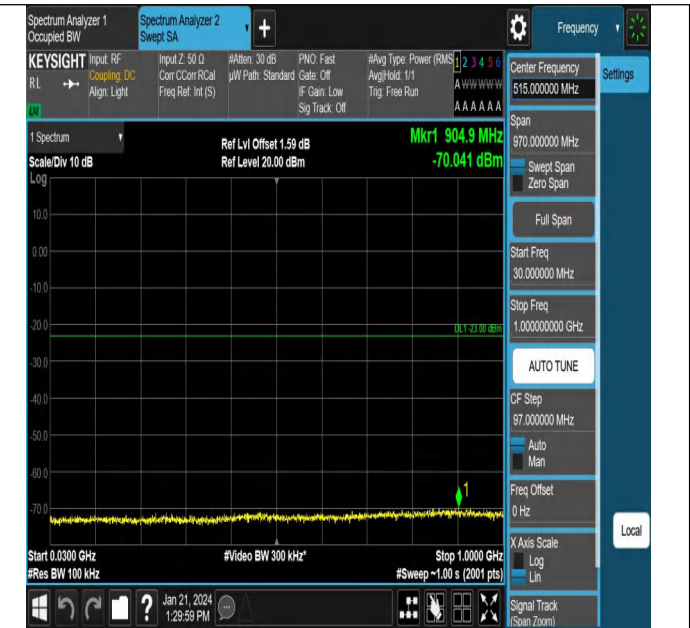 Spectrum Analyzer 1
Occupied BW
Spectrum Analyzer 2
Swept SA
Frequency
KEYSIGHT
RL
LXI
Input: RF
Coupling: DC
Align: Light
Input Z: 50 Ω
Corr CCorr RCal
Freq Ref: Int (S)
#Atten: 30 dB
µW Path: Standard
PNO: Fast
Gate: Off
IF Gain: Low
Sig Track: Off
#Avg Type: Power (RMS
Avg|Hold: 1/1
Trig: Free Run
1 2 3 4 5 6
A W W W W W
A A A A A A
Center Frequency
515.000000 MHz
Settings
Span
970.000000 MHz
Swept Span
Zero Span
Full Span
Start Freq
30.000000 MHz
Stop Freq
1.000000000 GHz
AUTO TUNE
CF Step
97.000000 MHz
Auto
Man
Freq Offset
0 Hz
X Axis Scale
Log
Lin
Signal Track
(Span Zoom)
Local
1 Spectrum
Scale/Div 10 dB
Log
Ref Lvl Offset 1.59 dB
Ref Level 20.00 dBm
Mkr1 904.9 MHz
-70.041 dBm
10.0
0.00
-10.0
-20.0
DL1 -23.00 dBm
-30.0
-40.0
-50.0
-60.0
1
-70.0
Start 0.0300 GHz
#Video BW 300 kHz*
Stop 1.0000 GHz
#Res BW 100 kHz
#Sweep ~1.00 s (2001 pts)
Jan 21, 2024
1:29:59 PM